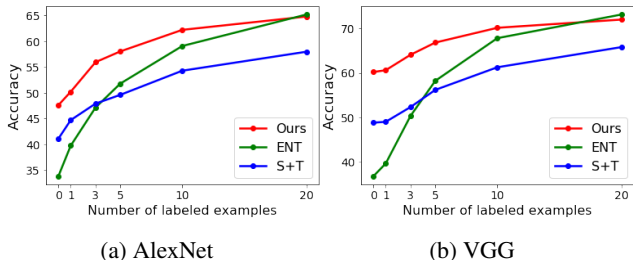 Accuracy
65
60
55
50
45
40
35
0 1 3 5 10 20
Number of labeled examples
Ours
ENT
S+T
(a) AlexNet
Accuracy
70
60
50
40
0 1 3 5 10 20
Number of labeled examples
Ours
ENT
S+T
(b) VGG